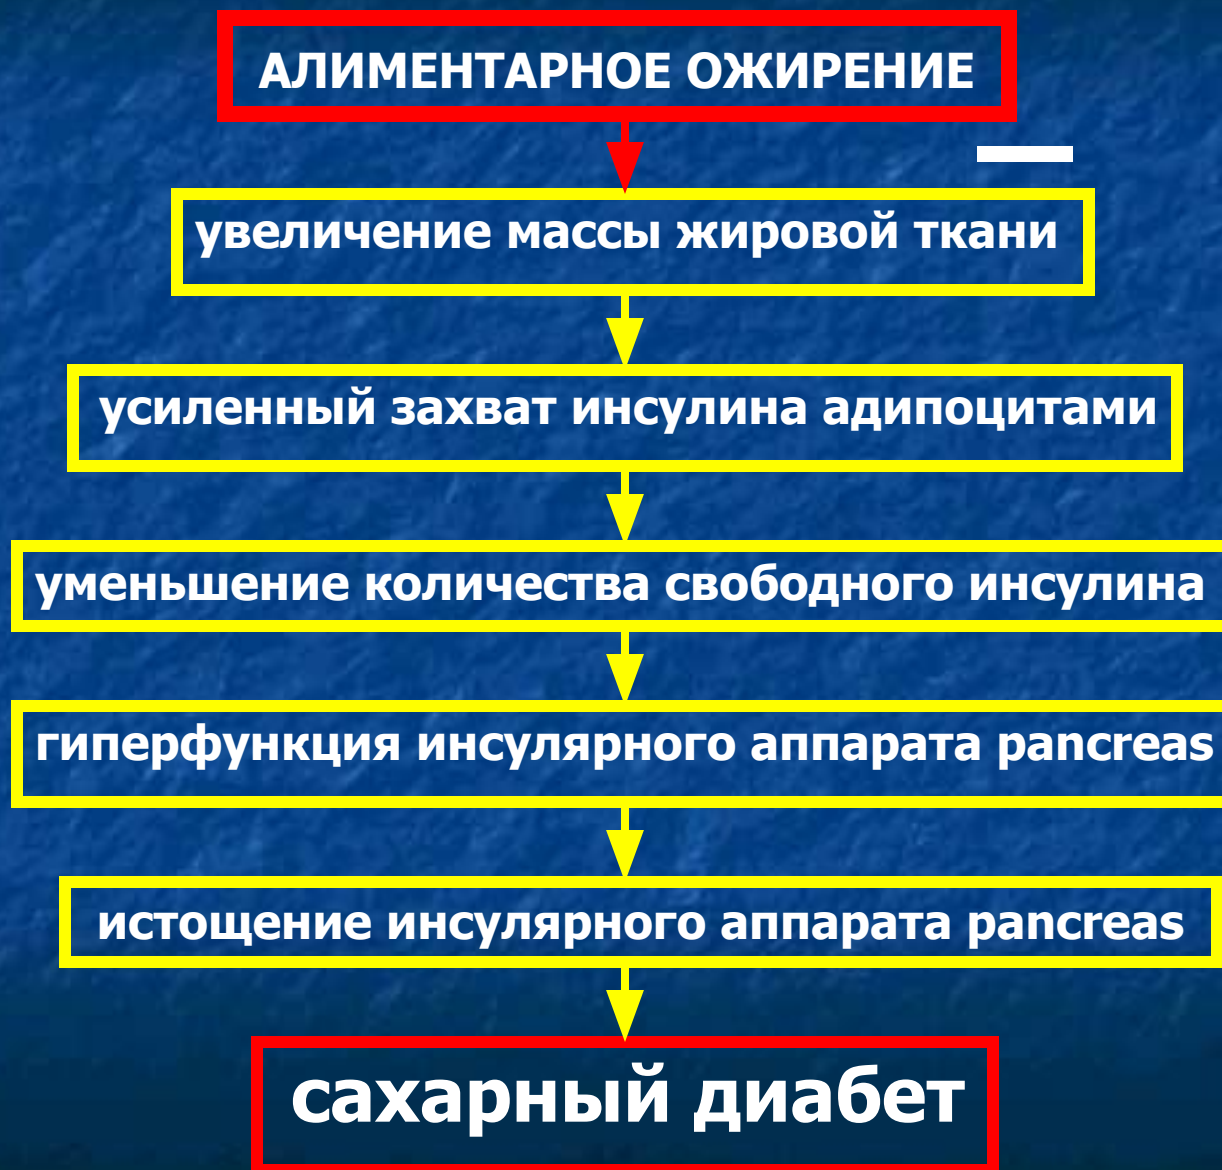 АЛИМЕНТАРНОЕ ОЖИРЕНИЕ
увеличение массы жировой ткани
усиленный захват инсулина адипоцитами
уменьшение количества свободного инсулина
гиперфункция инсулярного аппарата pancreas
истощение инсулярного аппарата pancreas
сахарный диабет